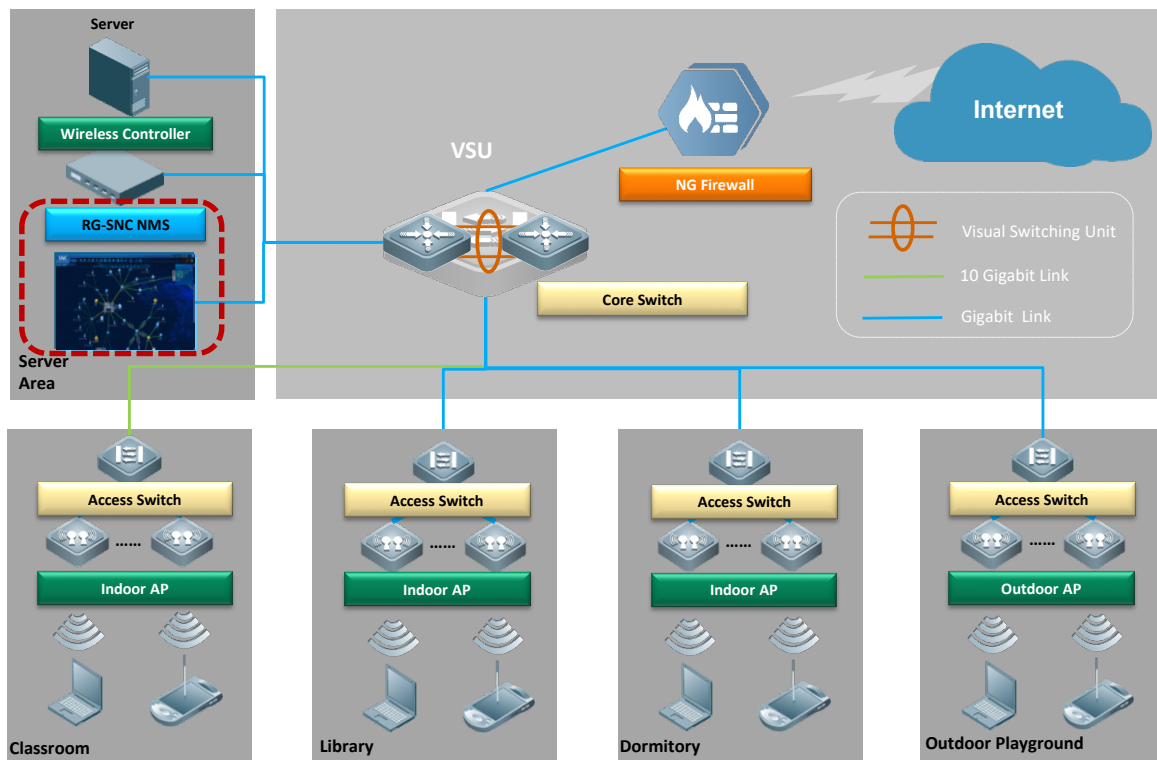 Server
Wireless Controller
RG-SNC NMS
Server
Area
VSU
NG Firewall
Internet
Core Switch
Visual Switching Unit
10 Gigabit Link
Gigabit Link
Access Switch
......
Indoor AP
Classroom
Access Switch
......
Indoor AP
Library
Access Switch
......
Indoor AP
Dormitory
Access Switch
......
Outdoor AP
Outdoor Playground